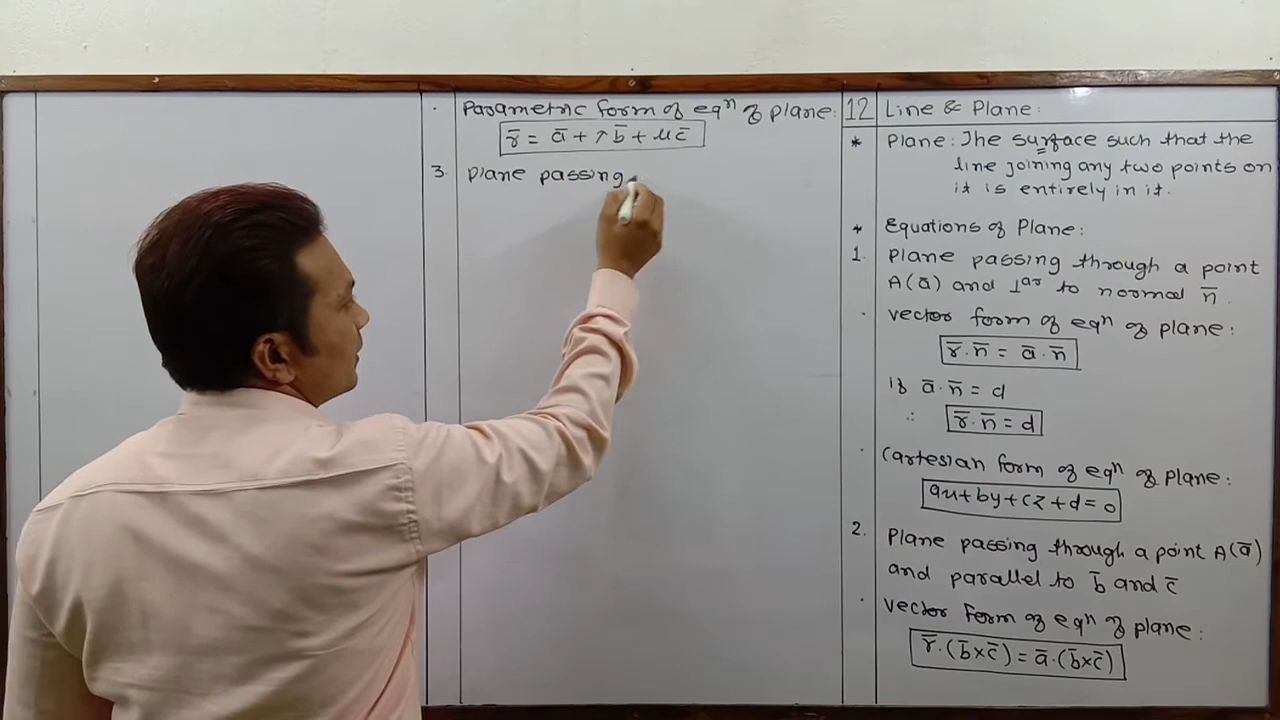 12 Line & Plane:
* Plane: The surface such that the
line joining any two points on
it is entirely in it.
* Equations of Plane:
1. Plane passing through a point
A(ā) and ⊥ar to normal n̄.
· Vector form of eqn of plane:
r̄.n̄ = ā.n̄
if ā.n̄ = d
∴ r̄.n̄ = d
· Cartesian form of eqn of plane:
ax+by+cz+d=0
2. Plane passing through a point A(ā)
and parallel to b̄ and c̄
· Vector form of eqn of plane:
r̄.(b̄×c̄) = ā.(b̄×c̄)
· Parametric form of eqn of plane:
r̄ = ā + λb̄ + μc̄
3. Plane passing